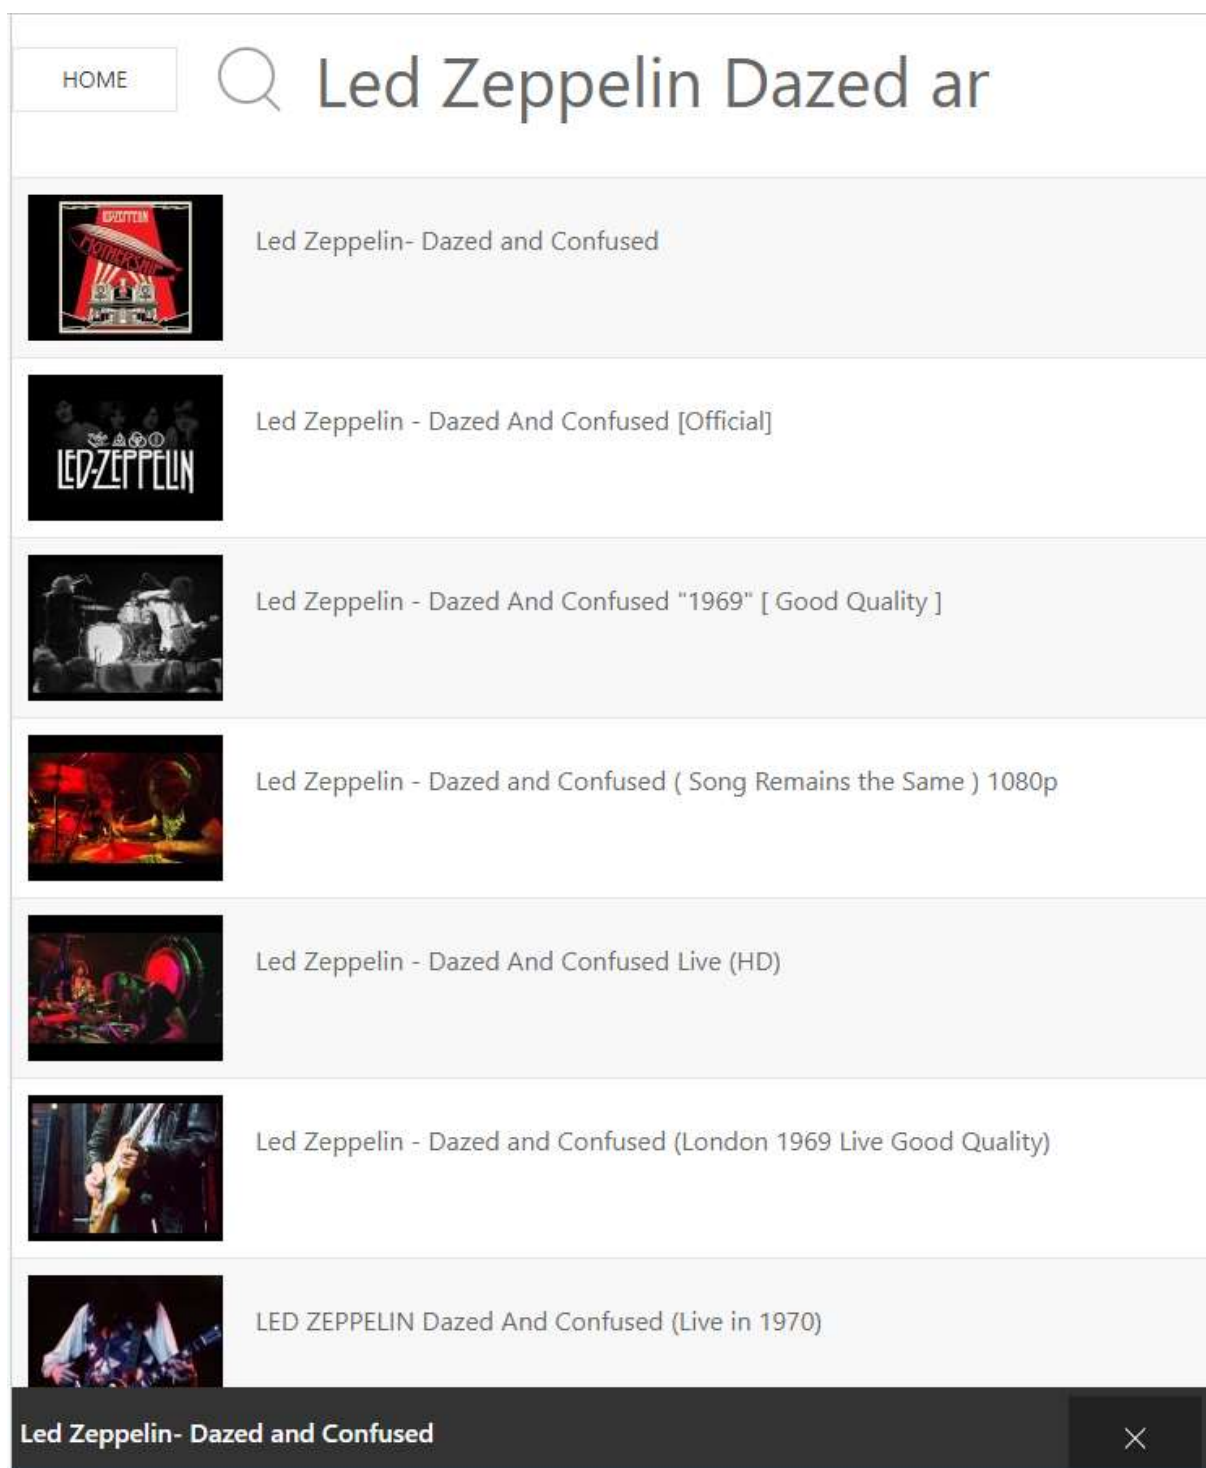 HOME
Led Zeppelin Dazed ar
LED ZEPPELIN
MOTHERSHIP
Led Zeppelin- Dazed and Confused
LED-ZEPPELIN
Led Zeppelin - Dazed And Confused [Official]
Led Zeppelin - Dazed And Confused "1969" [ Good Quality ]
Led Zeppelin - Dazed and Confused ( Song Remains the Same ) 1080p
Led Zeppelin - Dazed And Confused Live (HD)
Led Zeppelin - Dazed and Confused (London 1969 Live Good Quality)
LED ZEPPELIN Dazed And Confused (Live in 1970)
Led Zeppelin- Dazed and Confused